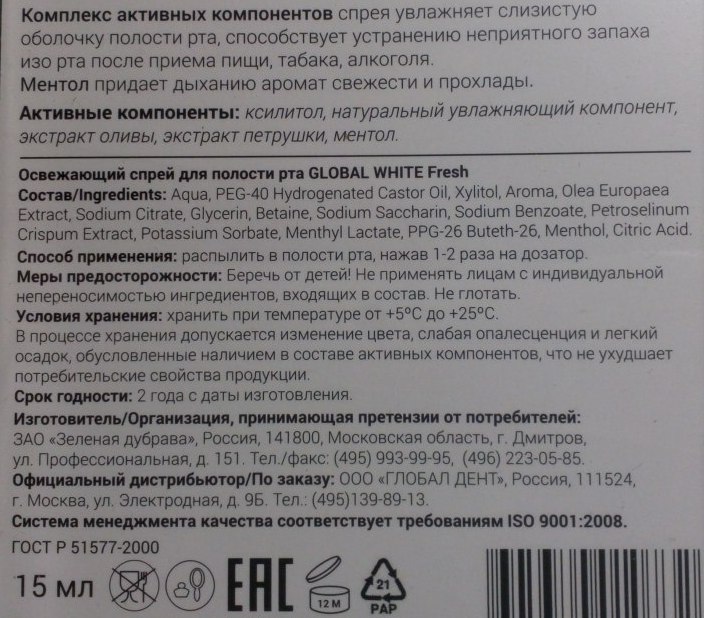 Комплекс активных компонентов спрея увлажняет слизистую
оболочку полости рта, способствует устранению неприятного запаха
изо рта после приема пищи, табака, алкоголя.
Ментол придает дыханию аромат свежести и прохлады.
Активные компоненты: ксилитол, натуральный увлажняющий компонент,
экстракт оливы, экстракт петрушки, ментол.
Освежающий спрей для полости рта GLOBAL WHITE Fresh
Состав/Ingredients: Aqua, PEG-40 Hydrogenated Castor Oil, Xylitol, Aroma, Olea Europaea
Extract, Sodium Citrate, Glycerin, Betaine, Sodium Saccharin, Sodium Benzoate, Petroselinum
Crispum Extract, Potassium Sorbate, Menthyl Lactate, PPG-26 Buteth-26, Menthol, Citric Acid.
Способ применения: распылить в полости рта, нажав 1-2 раза на дозатор.
Меры предосторожности: Беречь от детей! Не применять лицам с индивидуальной
непереносимостью ингредиентов, входящих в состав. Не глотать.
Условия хранения: хранить при температуре от +5°C до +25°C.
В процессе хранения допускается изменение цвета, слабая опалесценция и легкий
осадок, обусловленные наличием в составе активных компонентов, что не ухудшает
потребительские свойства продукции.
Срок годности: 2 года с даты изготовления.
Изготовитель/Организация, принимающая претензии от потребителей:
ЗАО «Зеленая дубрава», Россия, 141800, Московская область, г. Дмитров,
ул. Профессиональная, д. 151. Тел./факс: (495) 993-99-95, (496) 223-05-85.
Официальный дистрибьютор/По заказу: ООО «ГЛОБАЛ ДЕНТ», Россия, 111524,
г. Москва, ул. Электродная, д. 9Б. Тел.: (495)139-89-13.
Система менеджмента качества соответствует требованиям ISO 9001:2008.
ГОСТ Р 51577-2000
15 мл EAC 12 M 21 PAP